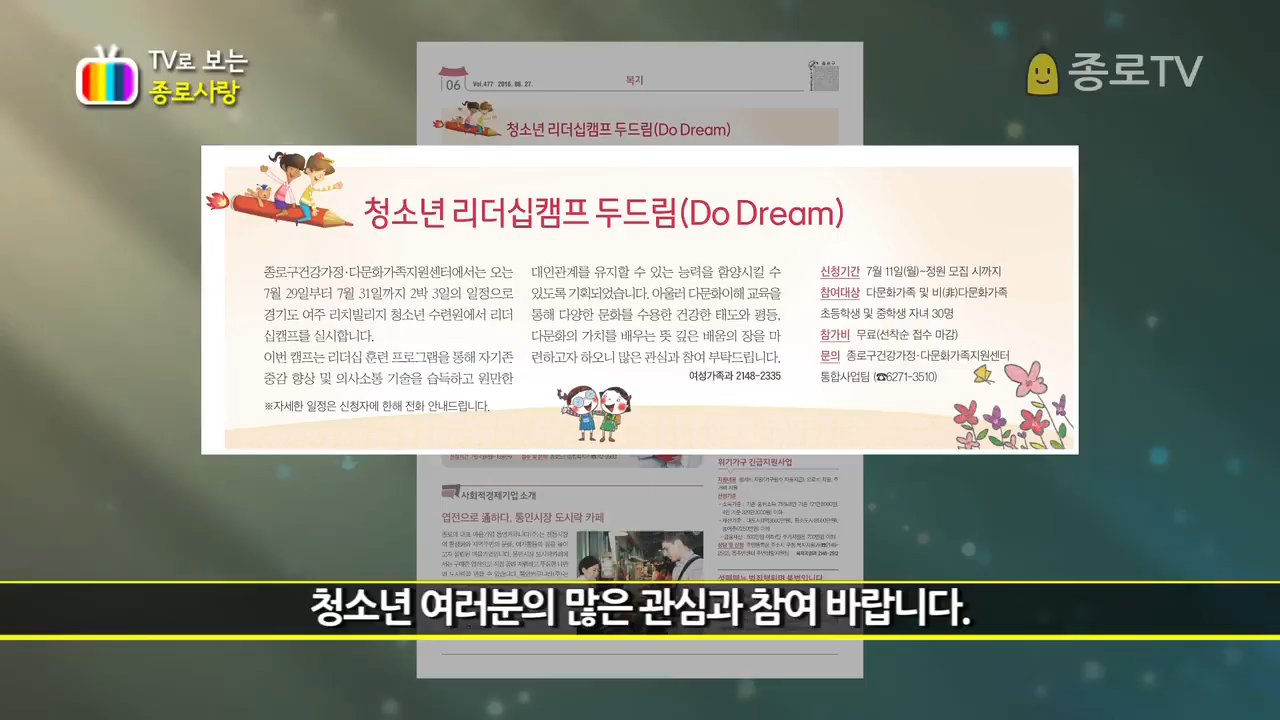 TV로 보는
종로사랑
종로TV
06
Vol.477 2016. 06. 27.
복지
청소년 리더십캠프 두드림(Do Dream)
청소년 리더십캠프 두드림(Do Dream)
종로구건강가정·다문화가족지원센터에서는 오는
7월 29일부터 7월 31일까지 2박 3일의 일정으로
경기도 여주 리치빌리지 청소년 수련원에서 리더
십캠프를 실시합니다.
이번 캠프는 리더십 훈련 프로그램을 통해 자기존
중감 향상 및 의사소통 기술을 습득하고 원만한
※자세한 일정은 신청자에 한해 전화 안내드립니다.
대인관계를 유지할 수 있는 능력을 함양시킬 수
있도록 기획되었습니다. 아울러 다문화이해 교육을
통해 다양한 문화를 수용한 건강한 태도와 평등,
다문화의 가치를 배우는 뜻 깊은 배움의 장을 마
련하고자 하오니 많은 관심과 참여 부탁드립니다.
여성가족과 2148-2335
신청기간 7월 11일(월)~정원 모집 시까지
참여대상 다문화가족 및 비(非)다문화가족
초등학생 및 중학생 자녀 30명
참가비 무료(선착순 접수 마감)
문의 종로구건강가정·다문화가족지원센터
통합사업팀 (☎6271-3510)
사회적경제기업 소개
엽전으로 통하다, 통인시장 도시락 카페
위기가구 긴급지원사업
청소년 여러분의 많은 관심과 참여 바랍니다.